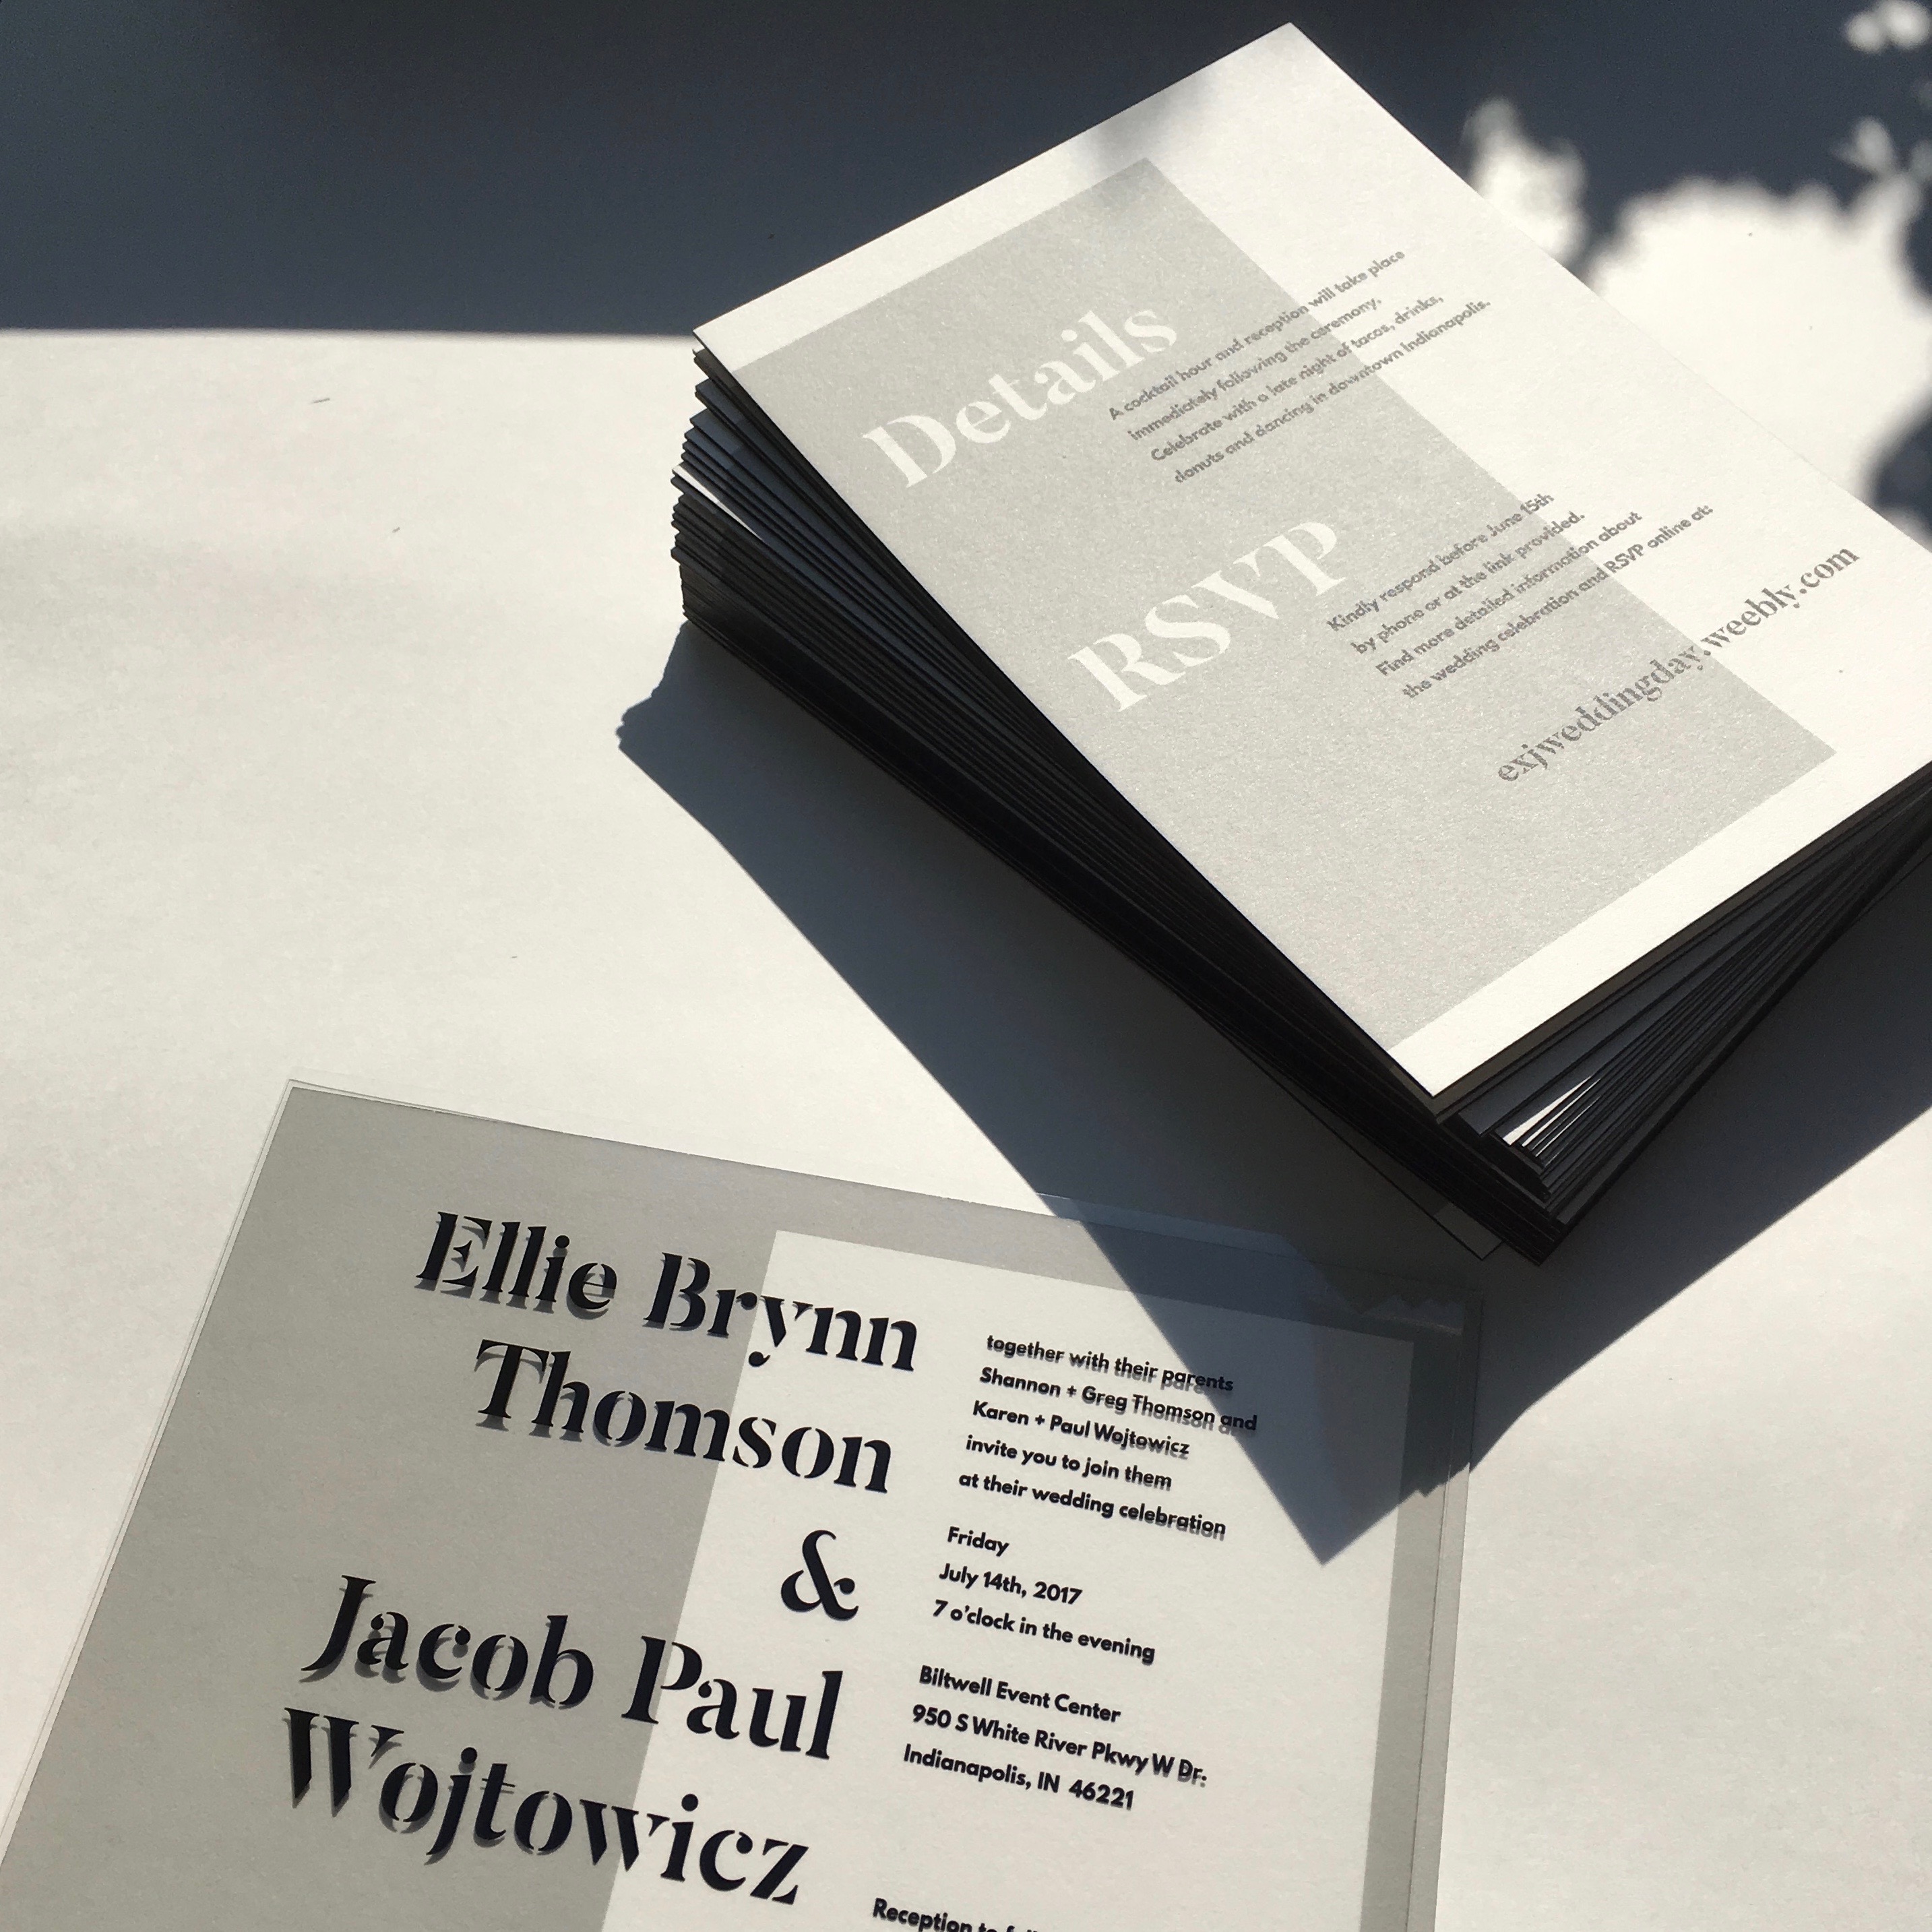 Details
A cocktail hour and reception will take place
immediately following the ceremony.
Celebrate with a late night of tacos, drinks,
donuts and dancing in downtown Indianapolis.
RSVP
Kindly respond before June 15th
by phone or at the link provided.
Find more detailed information about
the wedding celebration and RSVP online at:
exjweddingday.weebly.com
Ellie Brynn
Thomson
&
Jacob Paul
Wojtowicz
together with their parents
Shannon + Greg Thomson and
Karen + Paul Wojtowicz
invite you to join them
at their wedding celebration
Friday
July 14th, 2017
7 o'clock in the evening
Biltwell Event Center
950 S White River Pkwy W Dr.
Indianapolis, IN 46221
Reception to